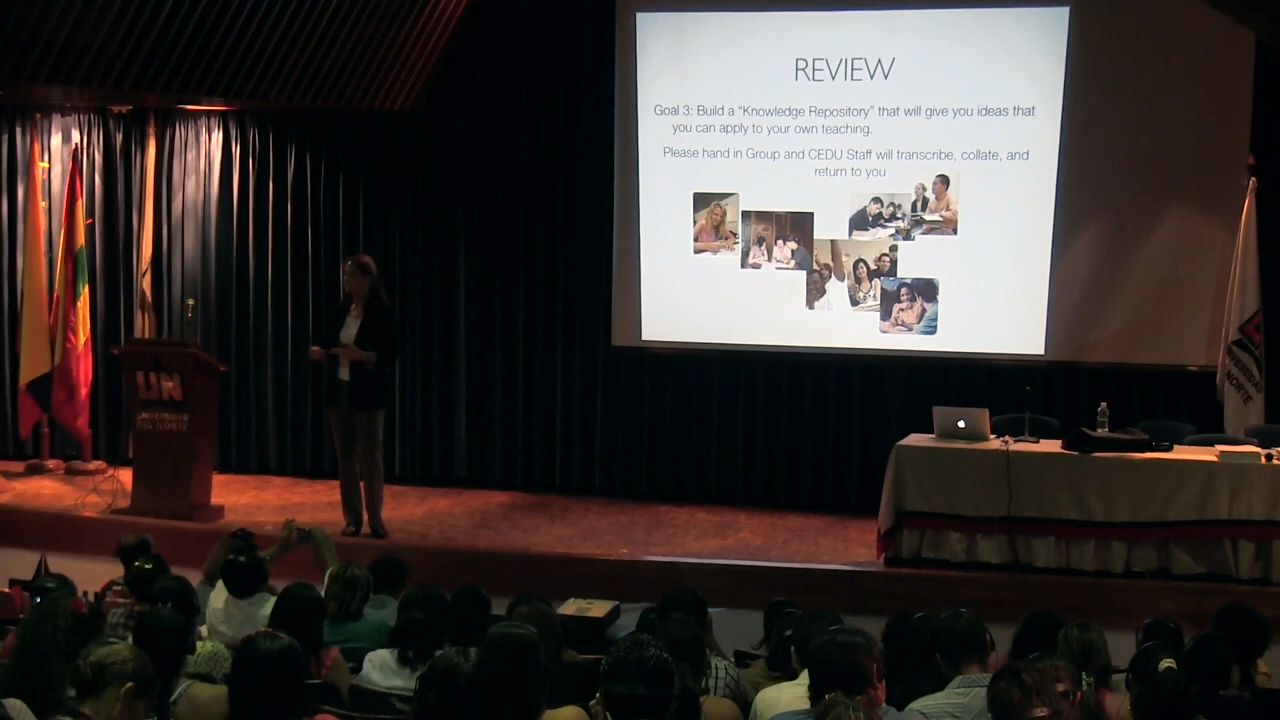 REVIEW
Goal 3: Build a “Knowledge Repository” that will give you ideas that
you can apply to your own teaching.
Please hand in Group and CEDU Staff will transcribe, collate, and
return to you
UN
UNIVERSIDAD
DEL NORTE
NORTE